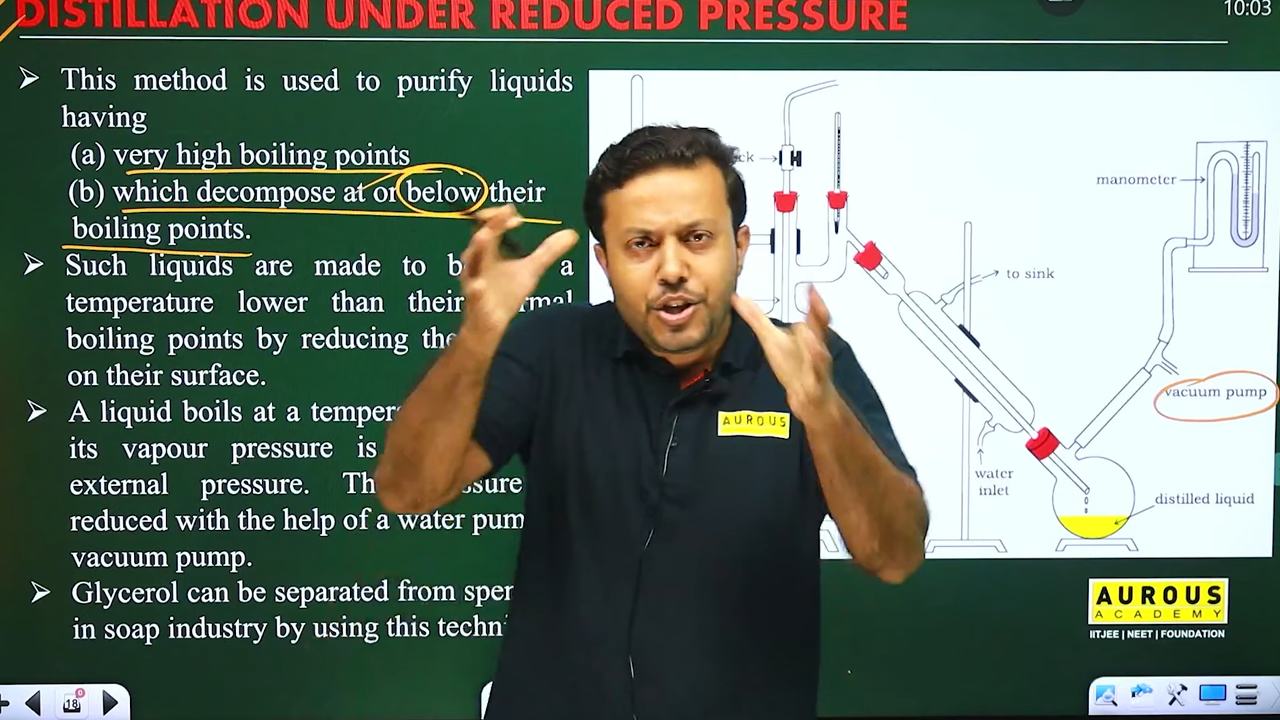 DISTILLATION UNDER REDUCED PRESSURE
10:03
➢ This method is used to purify liquids
having
(a) very high boiling points
(b) which decompose at or below their
boiling points.
➢ Such liquids are made to a
temperature lower than their
boiling points by reducing
on their surface.
➢ A liquid boils at a
its vapour pressure is
external pressure.
reduced with the help of a water
vacuum pump.
➢ Glycerol can be separated from
in soap industry by using this
manometer
to sink
vacuum pump
water
inlet
distilled liquid
AUROUS
AUROUS
ACADEMY
IITJEE | NEET | FOUNDATION
18
0